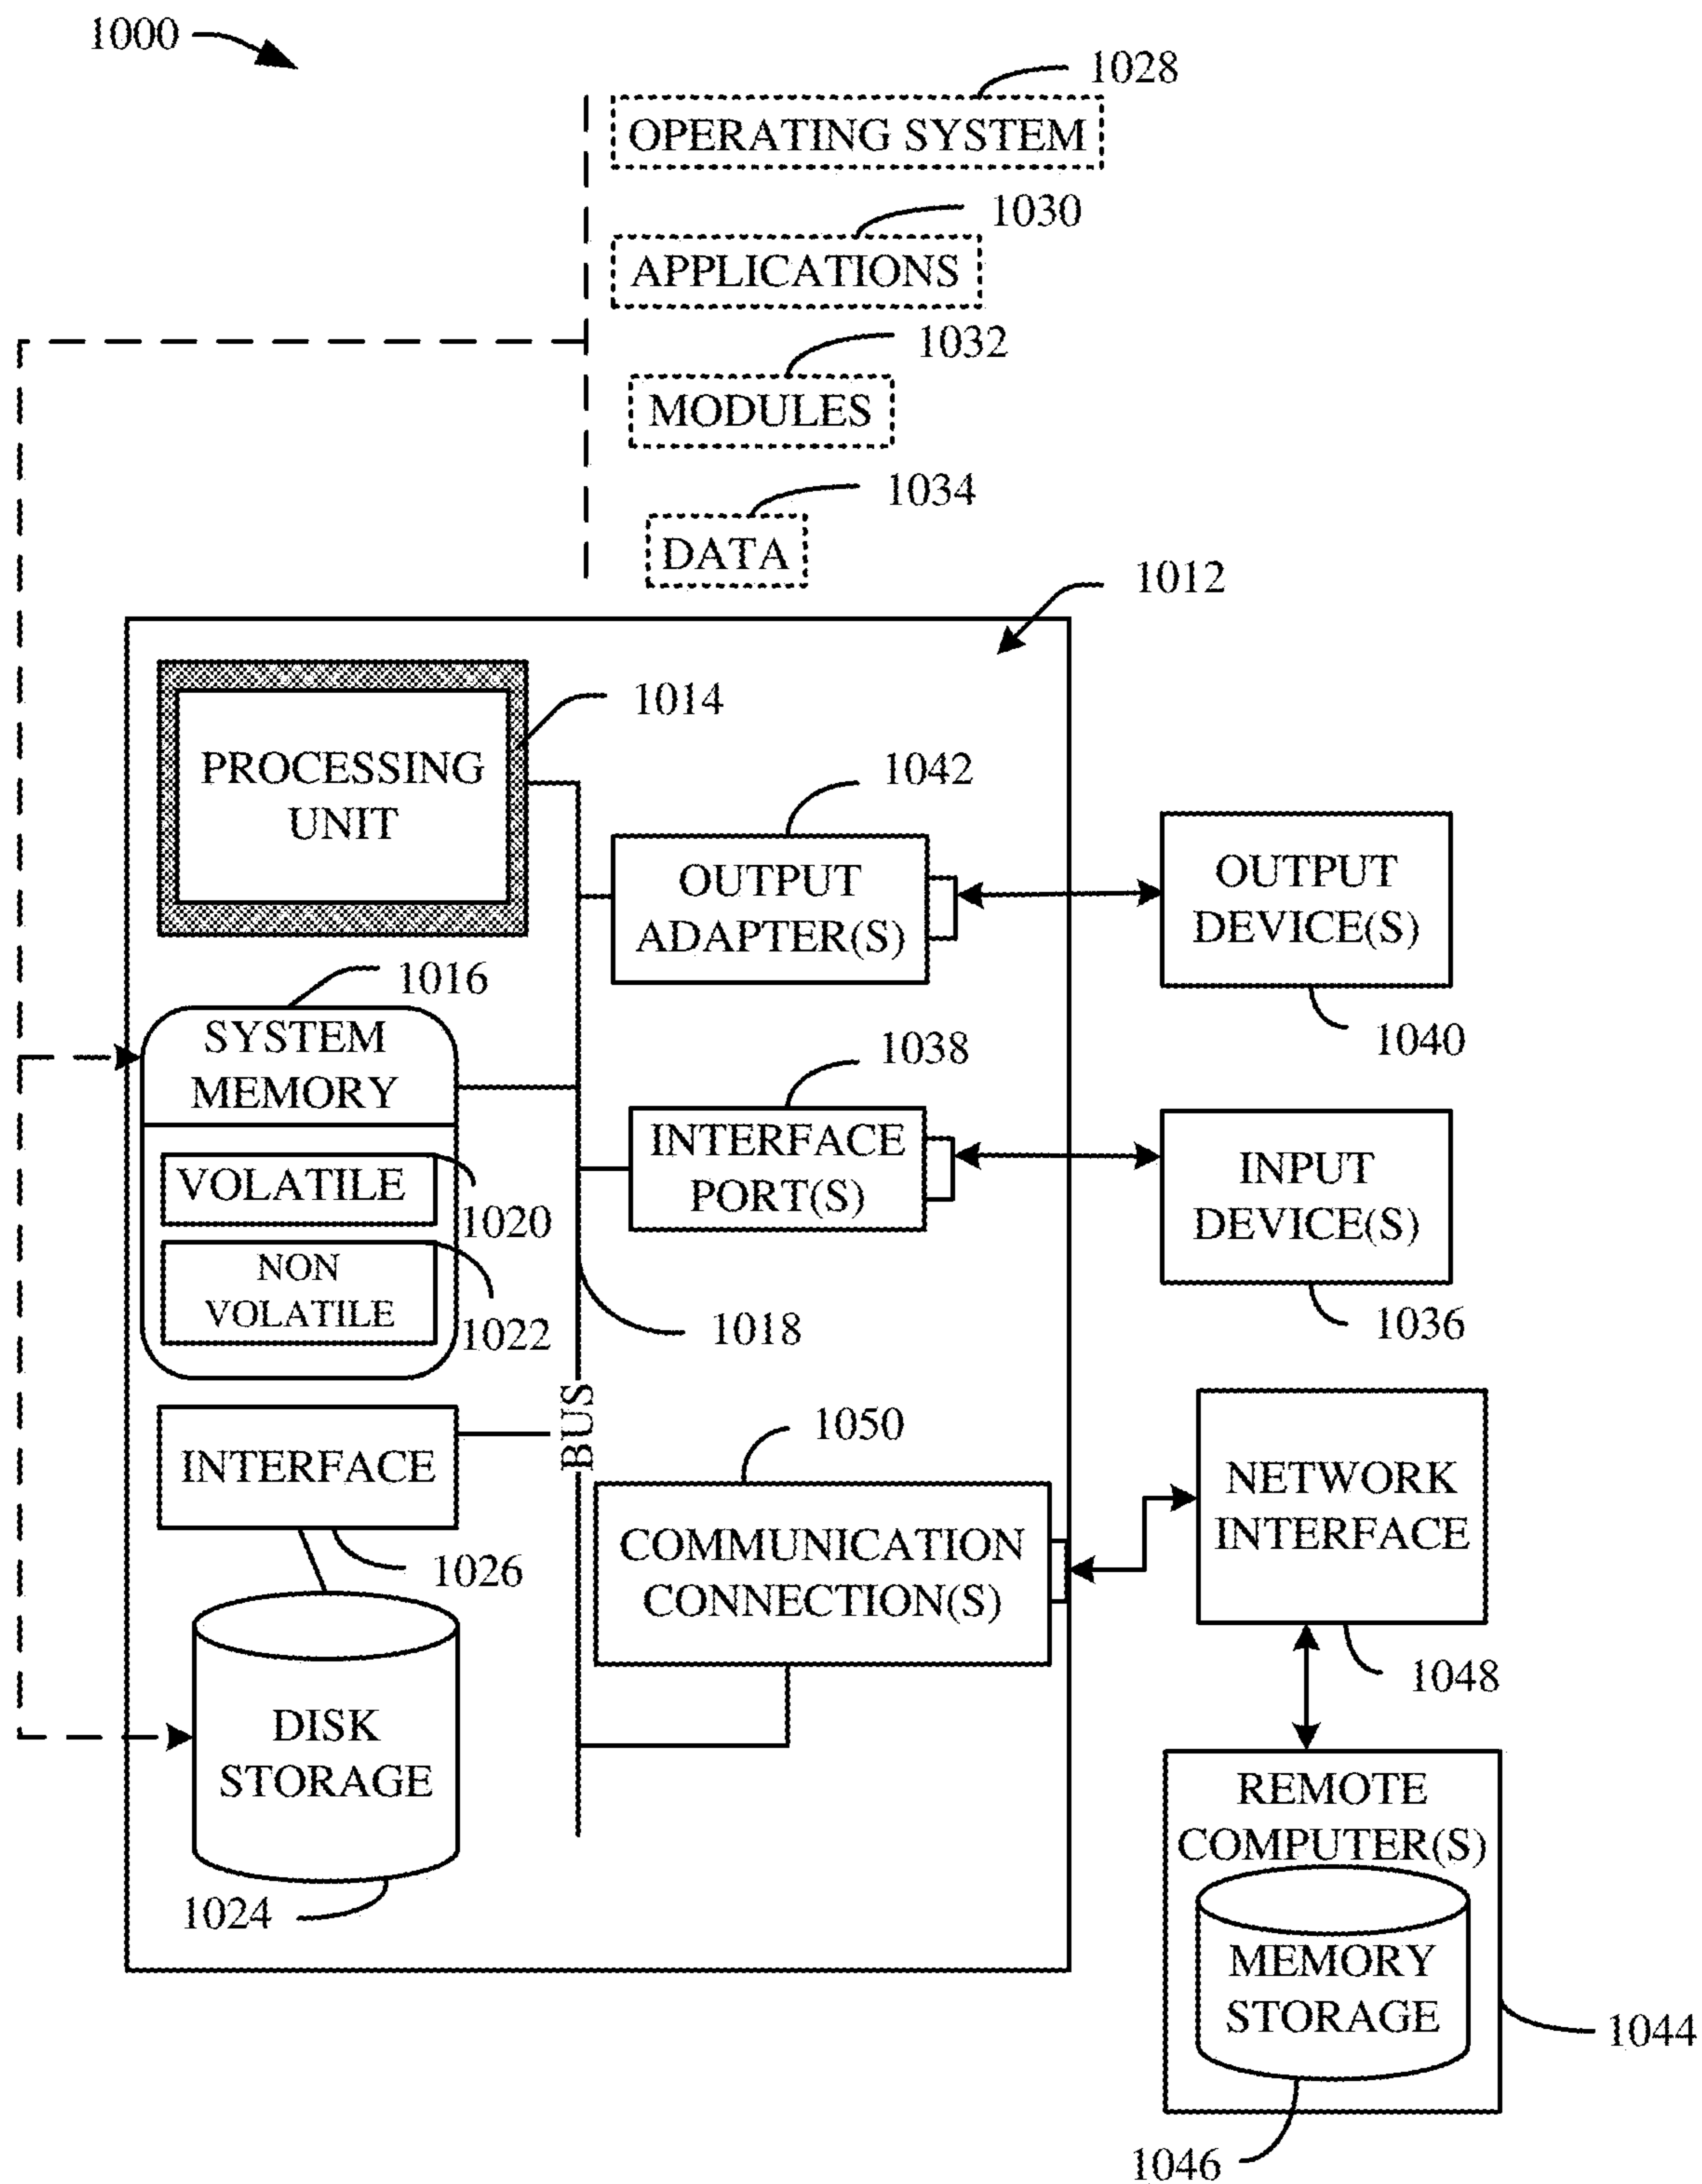 1000
1028
OPERATING SYSTEM
1030
APPLICATIONS
1032
MODULES
1034
DATA
1012
1014
PROCESSING
UNIT
1042
OUTPUT
ADAPTER(S)
OUTPUT
DEVICE(S)
1040
1016
SYSTEM
MEMORY
VOLATILE
1020
NON
VOLATILE
1022
1038
INTERFACE
PORT(S)
INPUT
DEVICE(S)
1036
1018
BUS
INTERFACE
1026
1050
COMMUNICATION
CONNECTION(S)
NETWORK
INTERFACE
1048
DISK
STORAGE
1024
REMOTE
COMPUTER(S)
MEMORY
STORAGE
1044
1046